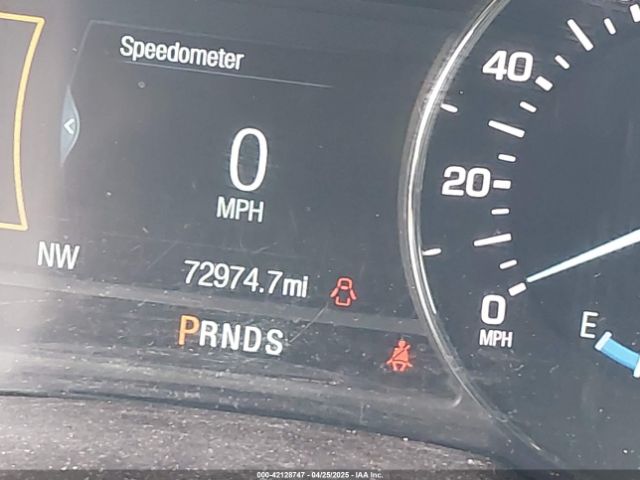 Speedometer
0
MPH
NW
72974.7mi
PRNDS
40
20
0
MPH
E
000-42128747 - 04/25/2025 - IAA Inc.